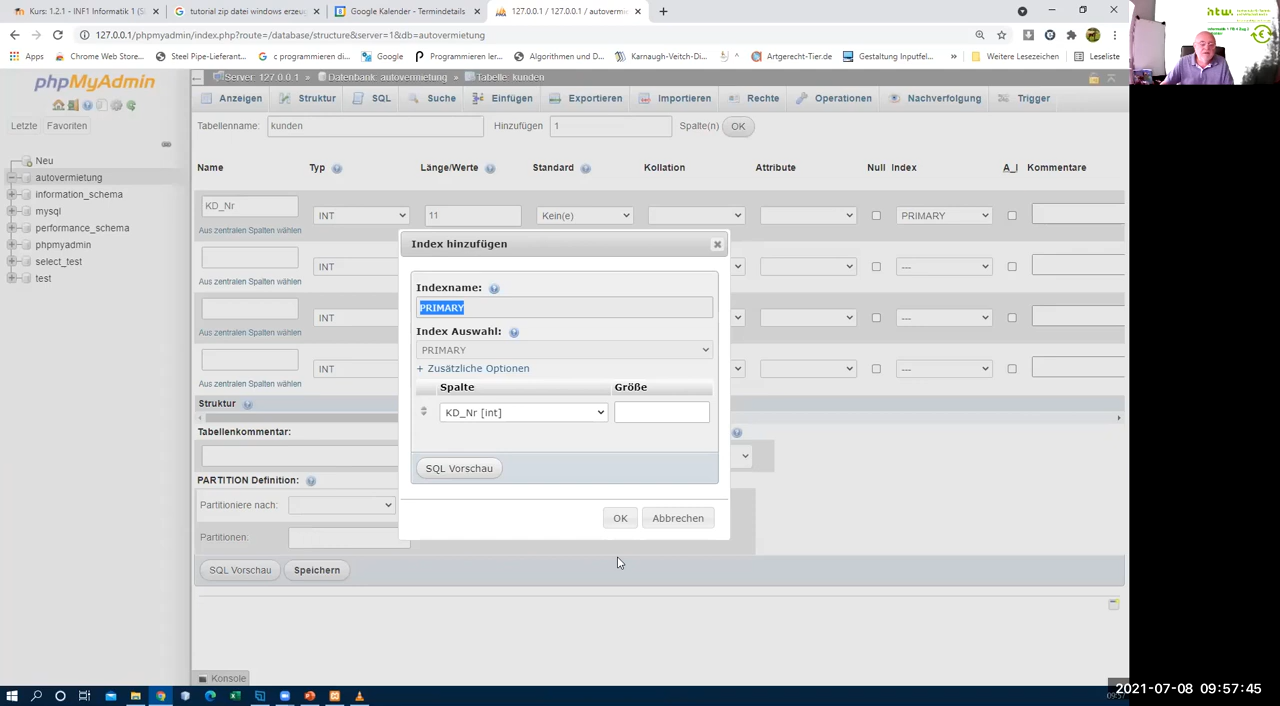 Kurs: 1.2.1 - INF1 Informatik 1 (S
tutorial zip datei windows erzeug
Google Kalender - Termindetails
127.0.0.1 / 127.0.0.1 / autovermie
127.0.0.1/phpmyadmin/index.php?route=/database/structure&server=1&db=autovermietung
Apps
Chrome Web Store
Stoer Pipe-Lieferant...
c programmieren di...
Google
Programmieren ler...
Algorithmen und D...
Karnaugh-Veitch-Di...
Artgerecht-Tier.de
Gestaltung Inputfel...
»
Weitere Lesezeichen
Leseliste
phpMyAdmin
Server: 127.0.0.1 » Datenbank: autovermietung » Tabelle: kunden
Anzeigen
Struktur
SQL
Suche
Einfügen
Exportieren
Importieren
Rechte
Operationen
Nachverfolgung
Trigger
Letzte
Favoriten
Tabellenname:
kunden
Hinzufügen
1
Spalte(n)
OK
Neu
autovermietung
information_schema
mysql
performance_schema
phpmyadmin
select_test
test
Name
Typ
Länge/Werte
Standard
Kollation
Attribute
Null
Index
A_I
Kommentare
KD_Nr
INT
11
Kein(e)
PRIMARY
Aus zentralen Spalten wählen
INT
---
Aus zentralen Spalten wählen
INT
---
Aus zentralen Spalten wählen
INT
---
Aus zentralen Spalten wählen
Struktur
Tabellenkommentar:
PARTITION Definition:
Partitioniere nach:
Partitionen:
SQL Vorschau
Speichern
Konsole
Index hinzufügen
Indexname:
PRIMARY
Index Auswahl:
PRIMARY
+ Zusätzliche Optionen
Spalte
Größe
KD_Nr [int]
SQL Vorschau
OK
Abbrechen
htw
2021-07-08 09:57:45